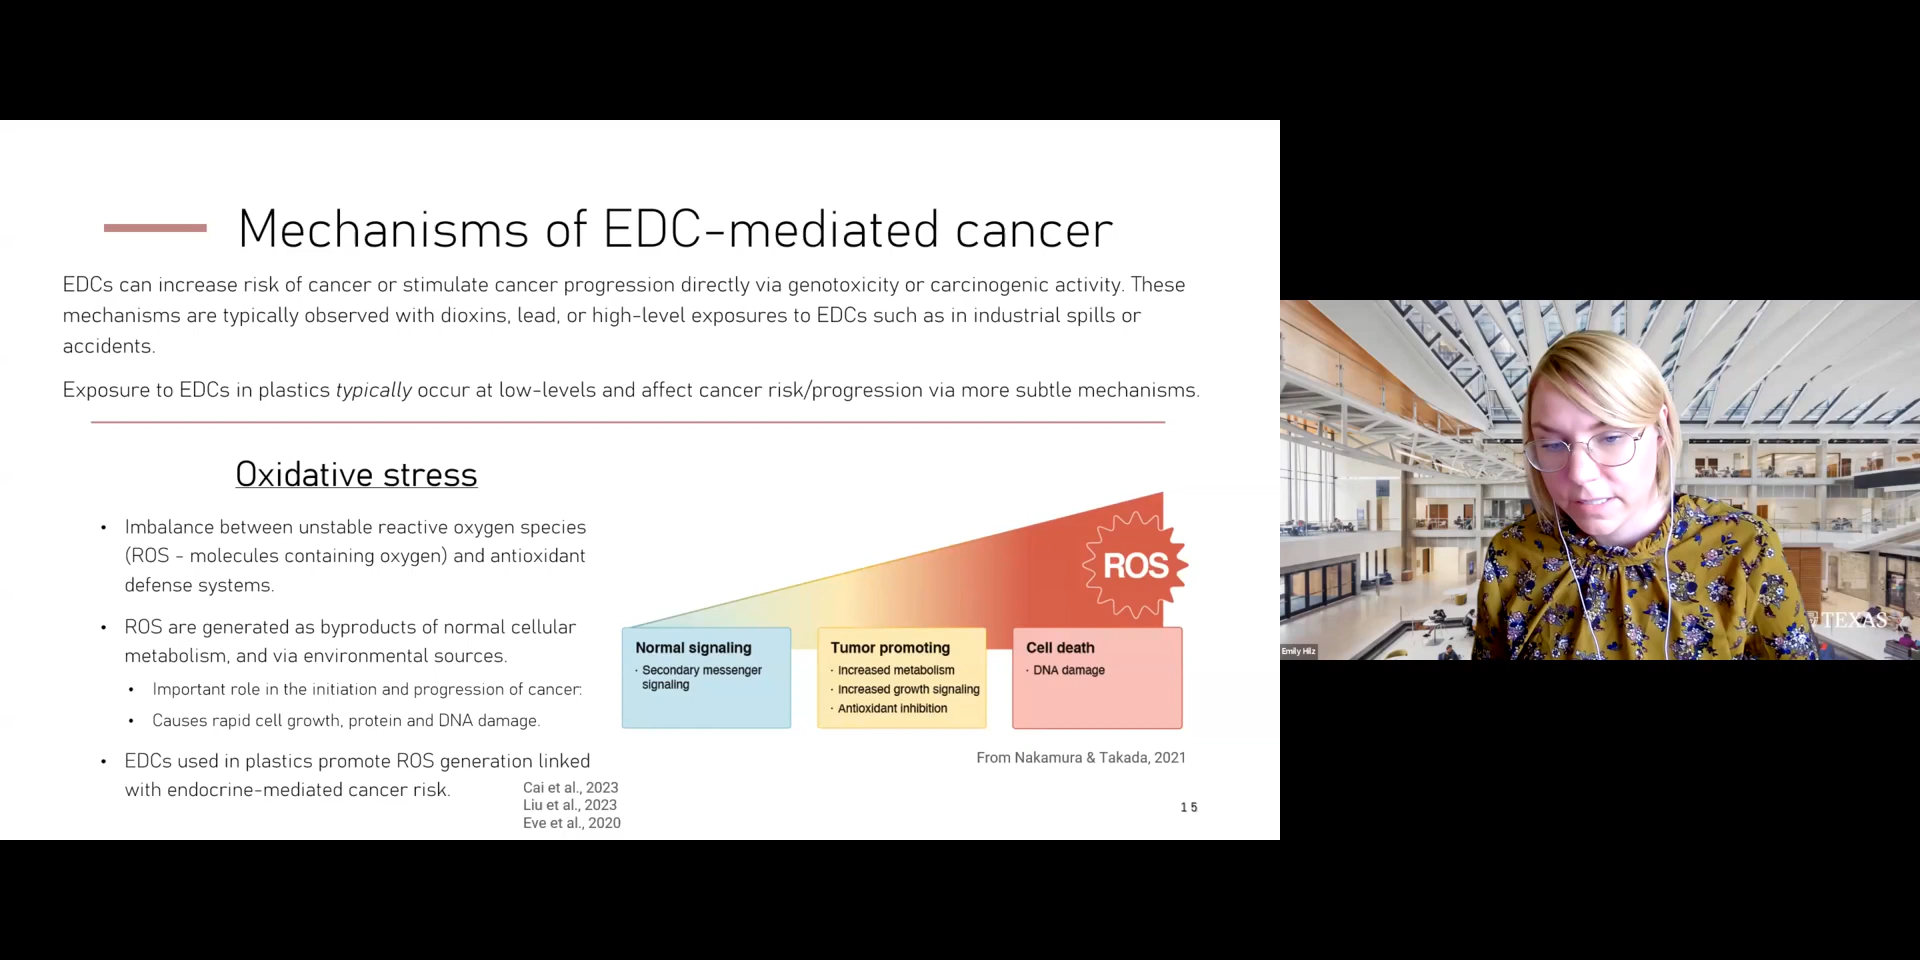 Mechanisms of EDC-mediated cancer
EDCs can increase risk of cancer or stimulate cancer progression directly via genotoxicity or carcinogenic activity. These
mechanisms are typically observed with dioxins, lead, or high-level exposures to EDCs such as in industrial spills or
accidents.
Exposure to EDCs in plastics typically occur at low-levels and affect cancer risk/progression via more subtle mechanisms.
Oxidative stress
• Imbalance between unstable reactive oxygen species
(ROS - molecules containing oxygen) and antioxidant
defense systems.
• ROS are generated as byproducts of normal cellular
metabolism, and via environmental sources.
• Important role in the initiation and progression of cancer:
• Causes rapid cell growth, protein and DNA damage.
• EDCs used in plastics promote ROS generation linked
with endocrine-mediated cancer risk.
Cai et al., 2023
Liu et al., 2023
Eve et al., 2020
ROS
Normal signaling
· Secondary messenger
signaling
Tumor promoting
· Increased metabolism
· Increased growth signaling
· Antioxidant inhibition
Cell death
· DNA damage
From Nakamura & Takada, 2021
15
TEXAS
Emily Hilz